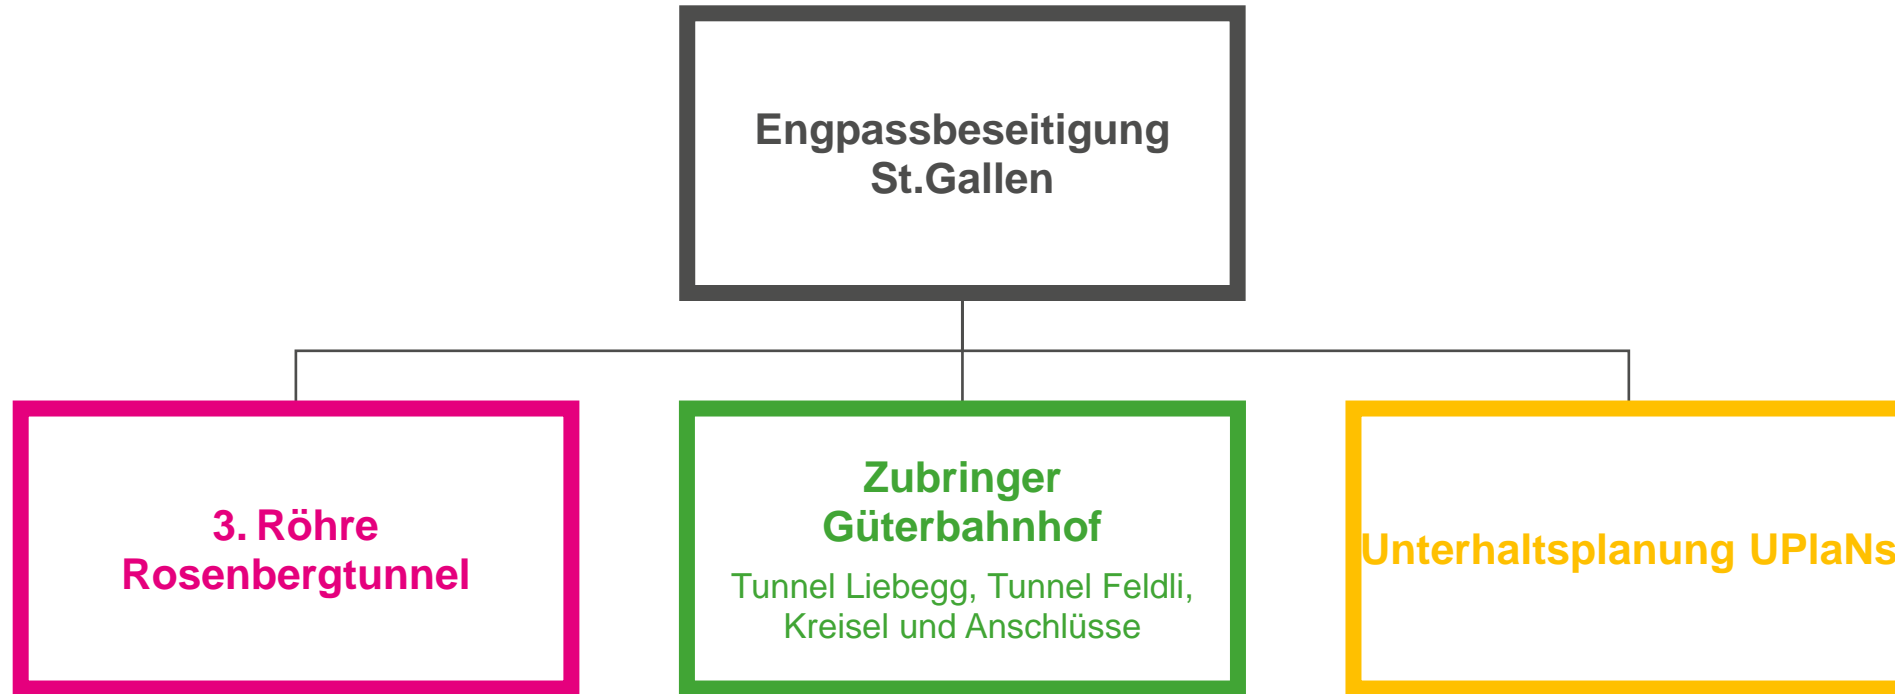 Engpassbeseitigung
St.Gallen
3. Röhre
Rosenbergtunnel
Zubringer
Güterbahnhof
Tunnel Liebegg, Tunnel Feldli,
Kreisel und Anschlüsse
Unterhaltsplanung UPlaNs